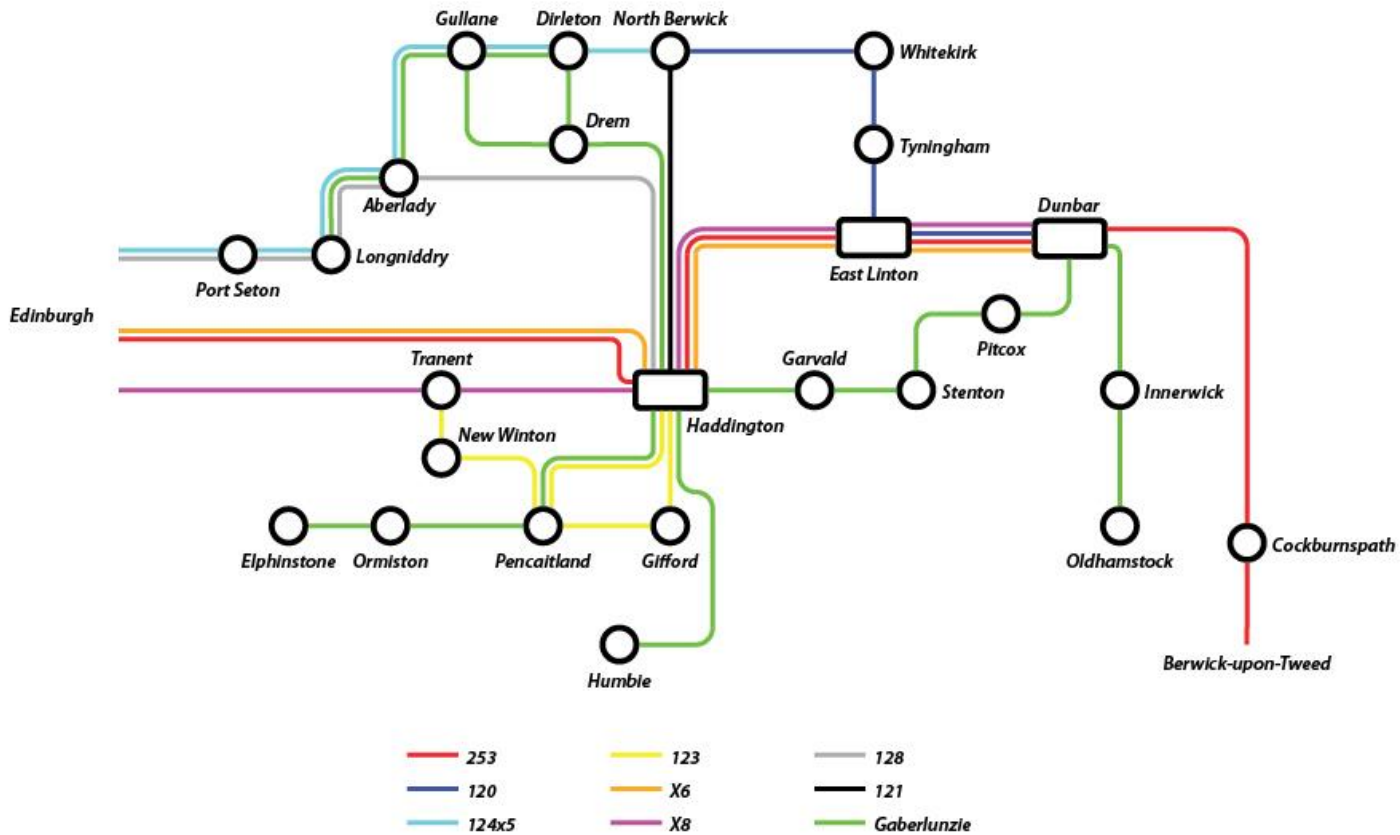 Gullane
Dirleton
North Berwick
Whitekirk
Drem
Tyningham
Aberlady
Dunbar
Longniddry
East Linton
Port Seton
Edinburgh
Pitcox
Tranent
Garvald
Stenton
Innerwick
Haddington
New Winton
Elphinstone
Ormiston
Pencaitland
Gifford
Oldhamstock
Cockburnspath
Humbie
Berwick-upon-Tweed
253
123
128
120
X6
121
124x5
X8
Gaberlunzie